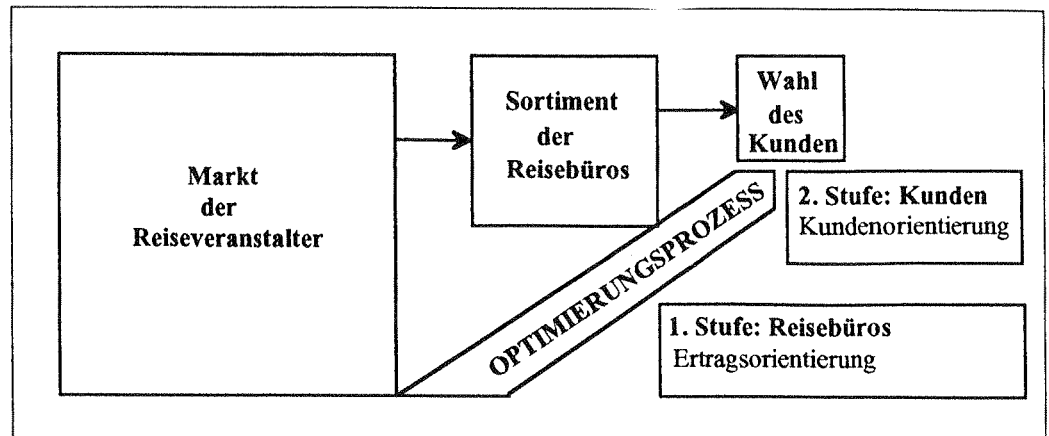 Markt
der
Reiseveranstalter
Sortiment
der
Reisebüros
Wahl
des
Kunden
OPTIMIERUNGSPROZESS
2. Stufe: Kunden
Kundenorientierung
1. Stufe: Reisebüros
Ertragsorientierung